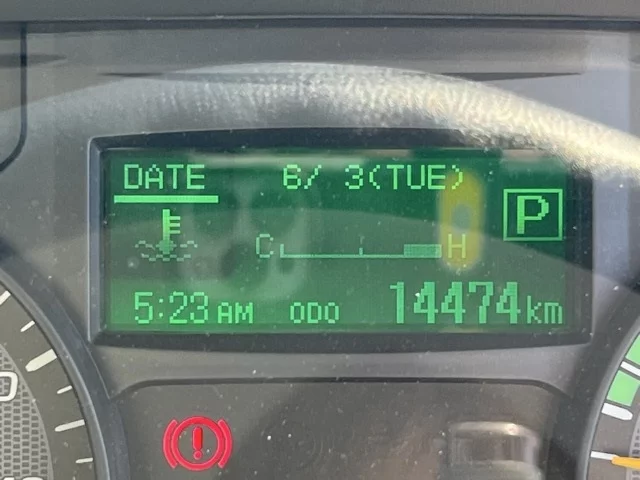 DATE 6/ 3(TUE)
P
C H
5:23 AM ODO 14474 km